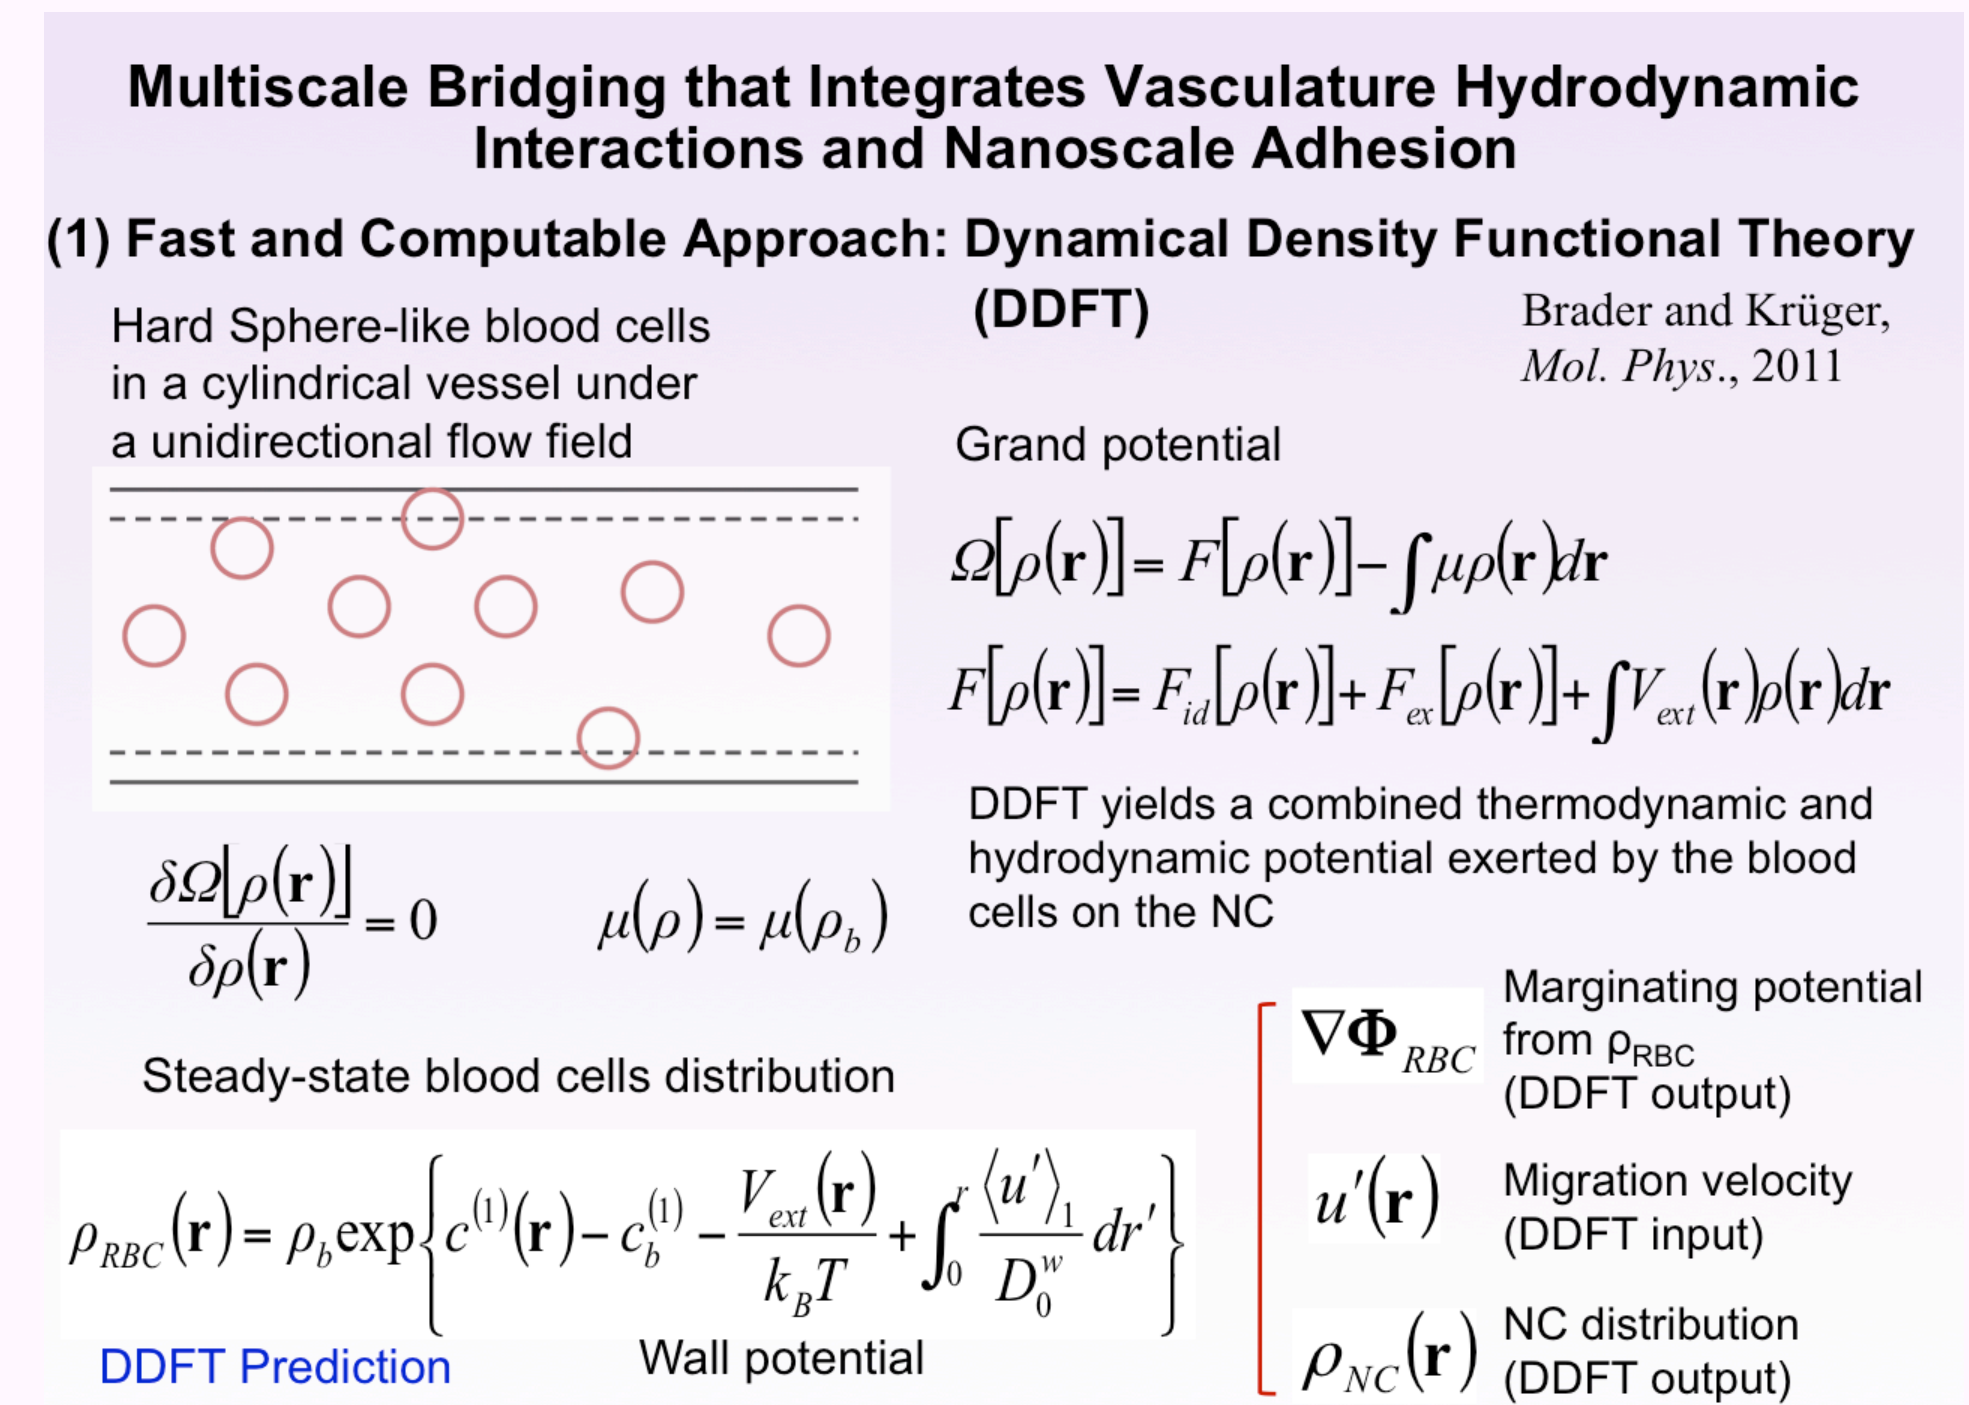 Multiscale Bridging that Integrates Vasculature Hydrodynamic
Interactions and Nanoscale Adhesion
(1) Fast and Computable Approach: Dynamical Density Functional Theory
(DDFT)
Brader and Krüger,
Mol. Phys., 2011
Hard Sphere-like blood cells
in a cylindrical vessel under
a unidirectional flow field
Grand potential
Ω[ρ(r)] = F[ρ(r)] − ∫μρ(r)dr
F[ρ(r)] = F_id[ρ(r)] + F_ex[ρ(r)] + ∫V_ext(r)ρ(r)dr
δΩ[ρ(r)] / δρ(r) = 0
μ(ρ) = μ(ρ_b)
DDFT yields a combined thermodynamic and
hydrodynamic potential exerted by the blood
cells on the NC
Steady-state blood cells distribution
ρ_RBC(r) = ρ_b exp{c^(1)(r) − c_b^(1) − V_ext(r)/k_BT + ∫_0^r ⟨u′⟩_1/D_0^w dr′}
DDFT Prediction
Wall potential
∇Φ_RBC
Marginating potential
from ρ_RBC
(DDFT output)
u′(r)
Migration velocity
(DDFT input)
ρ_NC(r)
NC distribution
(DDFT output)